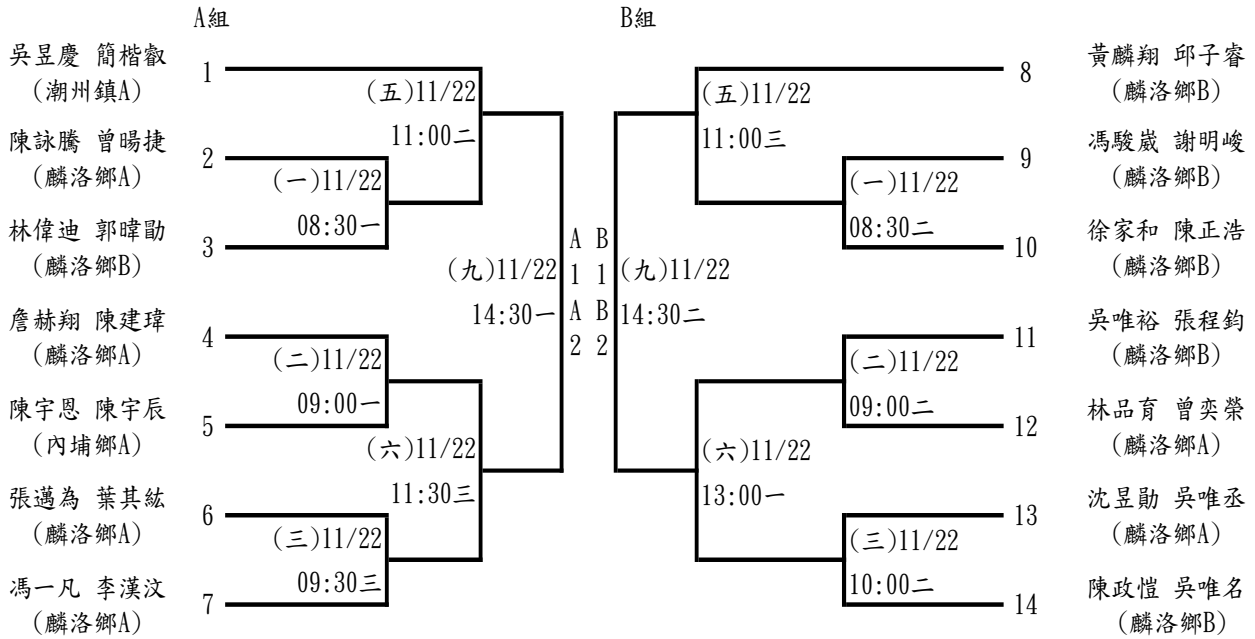 A組
B組
吳昱慶 簡楷叡
(潮州鎮A)
1
陳詠騰 曾暘捷
(麟洛鄉A)
2
林偉迪 郭暐勛
(麟洛鄉B)
3
詹赫翔 陳建瑋
(麟洛鄉A)
4
陳宇恩 陳宇辰
(內埔鄉A)
5
張邁為 葉其紘
(麟洛鄉A)
6
馮一凡 李漢汶
(麟洛鄉A)
7
(五)11/22
11:00二
(一)11/22
08:30一
(九)11/22
14:30一
(二)11/22
09:00一
(六)11/22
11:30三
(三)11/22
09:30三
A B
1 1
A B
2 2
(五)11/22
11:00三
(一)11/22
08:30二
(九)11/22
14:30二
(二)11/22
09:00二
(六)11/22
13:00一
(三)11/22
10:00二
8
黃麟翔 邱子睿
(麟洛鄉B)
9
馮駿崴 謝明峻
(麟洛鄉B)
10
徐家和 陳正浩
(麟洛鄉B)
11
吳唯裕 張程鈞
(麟洛鄉B)
12
林品育 曾奕榮
(麟洛鄉A)
13
沈昱勛 吳唯丞
(麟洛鄉A)
14
陳政愷 吳唯名
(麟洛鄉B)